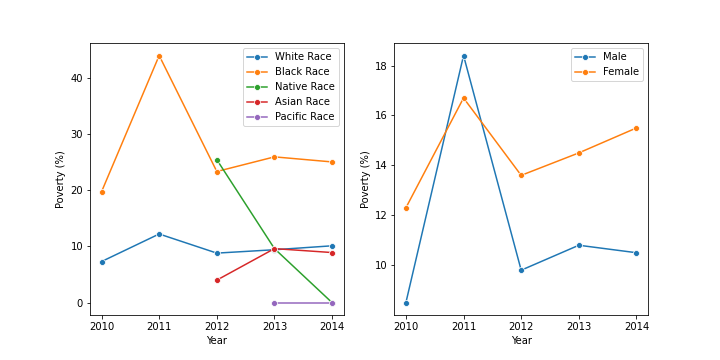 White Race
Black Race
Native Race
Asian Race
Pacific Race
40
30
20
10
0
Poverty (%)
2010 2011 2012 2013 2014
Year
Male
Female
18
16
14
12
10
Poverty (%)
2010 2011 2012 2013 2014
Year